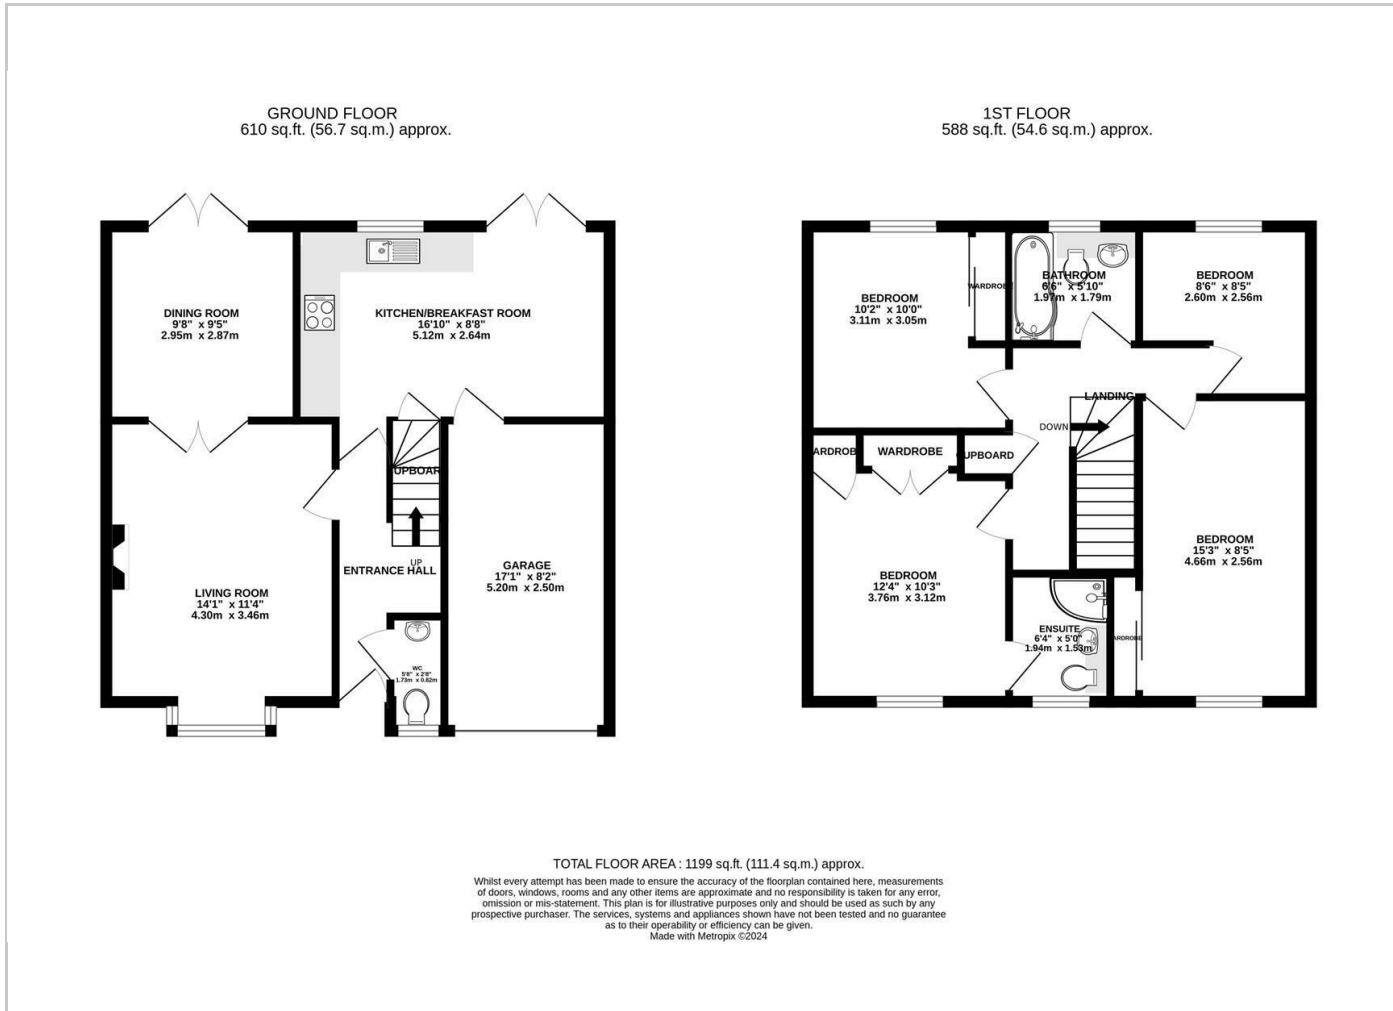 GROUND FLOOR
610 sq.ft. (56.7 sq.m.) approx.
DINING ROOM
9'8" x 9'5"
2.95m x 2.87m
KITCHEN/BREAKFAST ROOM
16'10" x 8'8"
5.12m x 2.64m
UPBOAR
UP
ENTRANCE HALL
GARAGE
17'1" x 8'2"
5.20m x 2.50m
LIVING ROOM
14'1" x 11'4"
4.30m x 3.46m
WC
5'8" x 2'8"
1.73m x 0.82m
1ST FLOOR
588 sq.ft. (54.6 sq.m.) approx.
BEDROOM
10'2" x 10'0"
3.11m x 3.05m
WARDROBE
BATHROOM
6'6" x 5'10"
1.97m x 1.79m
BEDROOM
8'6" x 8'5"
2.60m x 2.56m
LANDING
DOWN
ARDROB
WARDROBE
UPBOARD
BEDROOM
12'4" x 10'3"
3.76m x 3.12m
BEDROOM
15'3" x 8'5"
4.66m x 2.56m
ENSUITE
6'4" x 5'0"
1.94m x 1.53m
WARDROBE
TOTAL FLOOR AREA : 1199 sq.ft. (111.4 sq.m.) approx.
Whilst every attempt has been made to ensure the accuracy of the floorplan contained here, measurements
of doors, windows, rooms and any other items are approximate and no responsibility is taken for any error,
omission or mis-statement. This plan is for illustrative purposes only and should be used as such by any
prospective purchaser. The services, systems and appliances shown have not been tested and no guarantee
as to their operability or efficiency can be given.
Made with Metropix ©2024